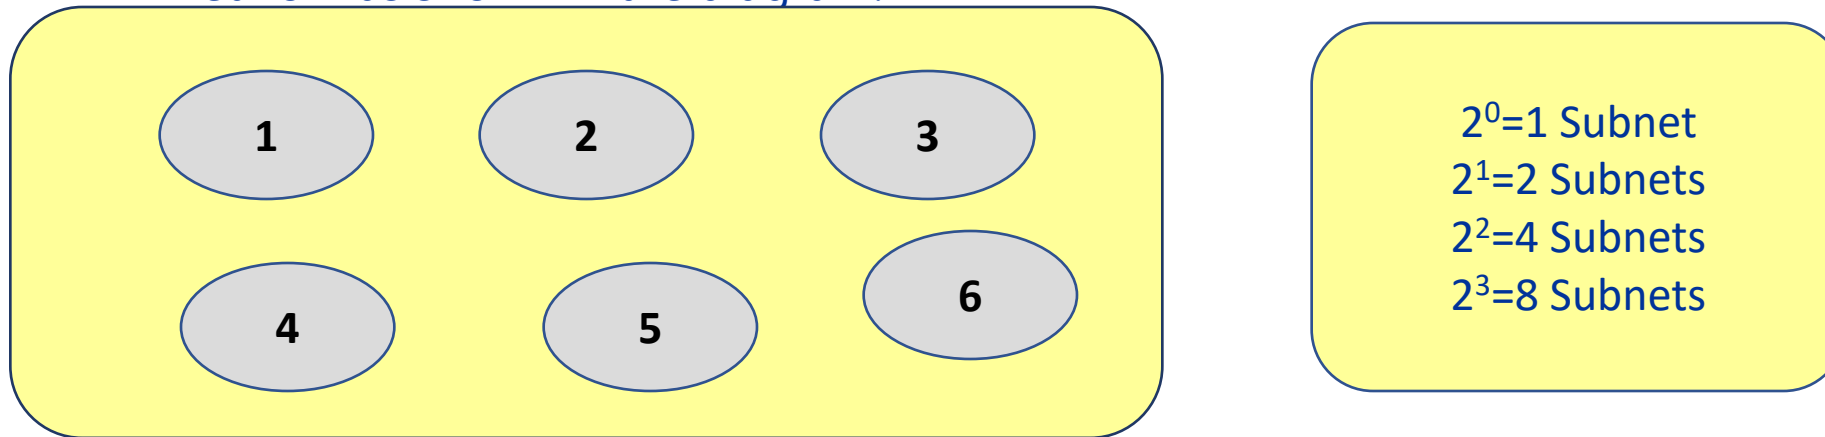 1 2 3
4 5 6
2⁰=1 Subnet
2¹=2 Subnets
2²=4 Subnets
2³=8 Subnets